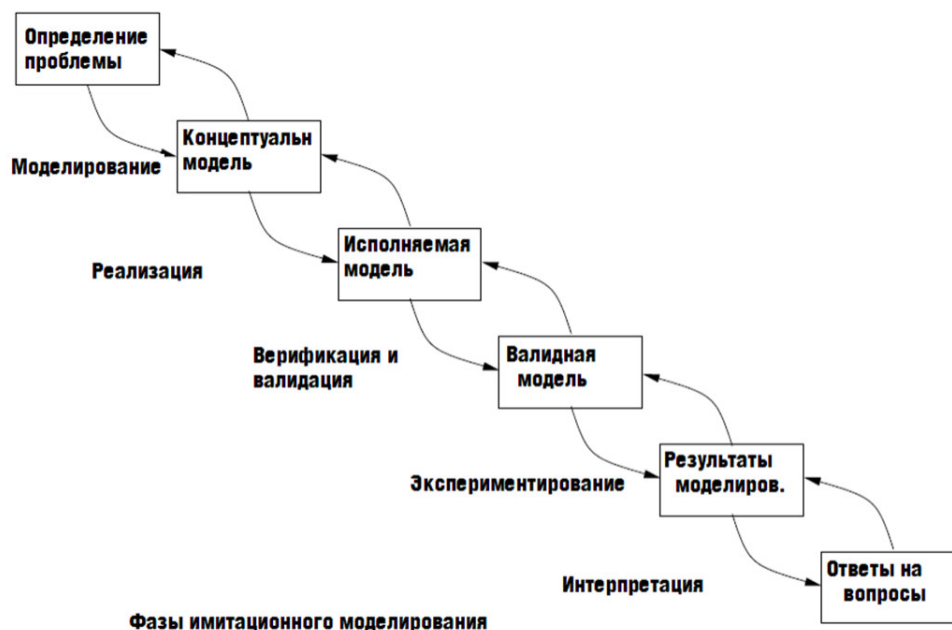 Определение
проблемы
Концептуальн
модель
Моделирование
Исполняемая
модель
Реализация
Валидная
модель
Верификация и
валидация
Результаты
моделиров.
Экспериментирование
Ответы на
вопросы
Интерпретация
Фазы имитационного моделирования